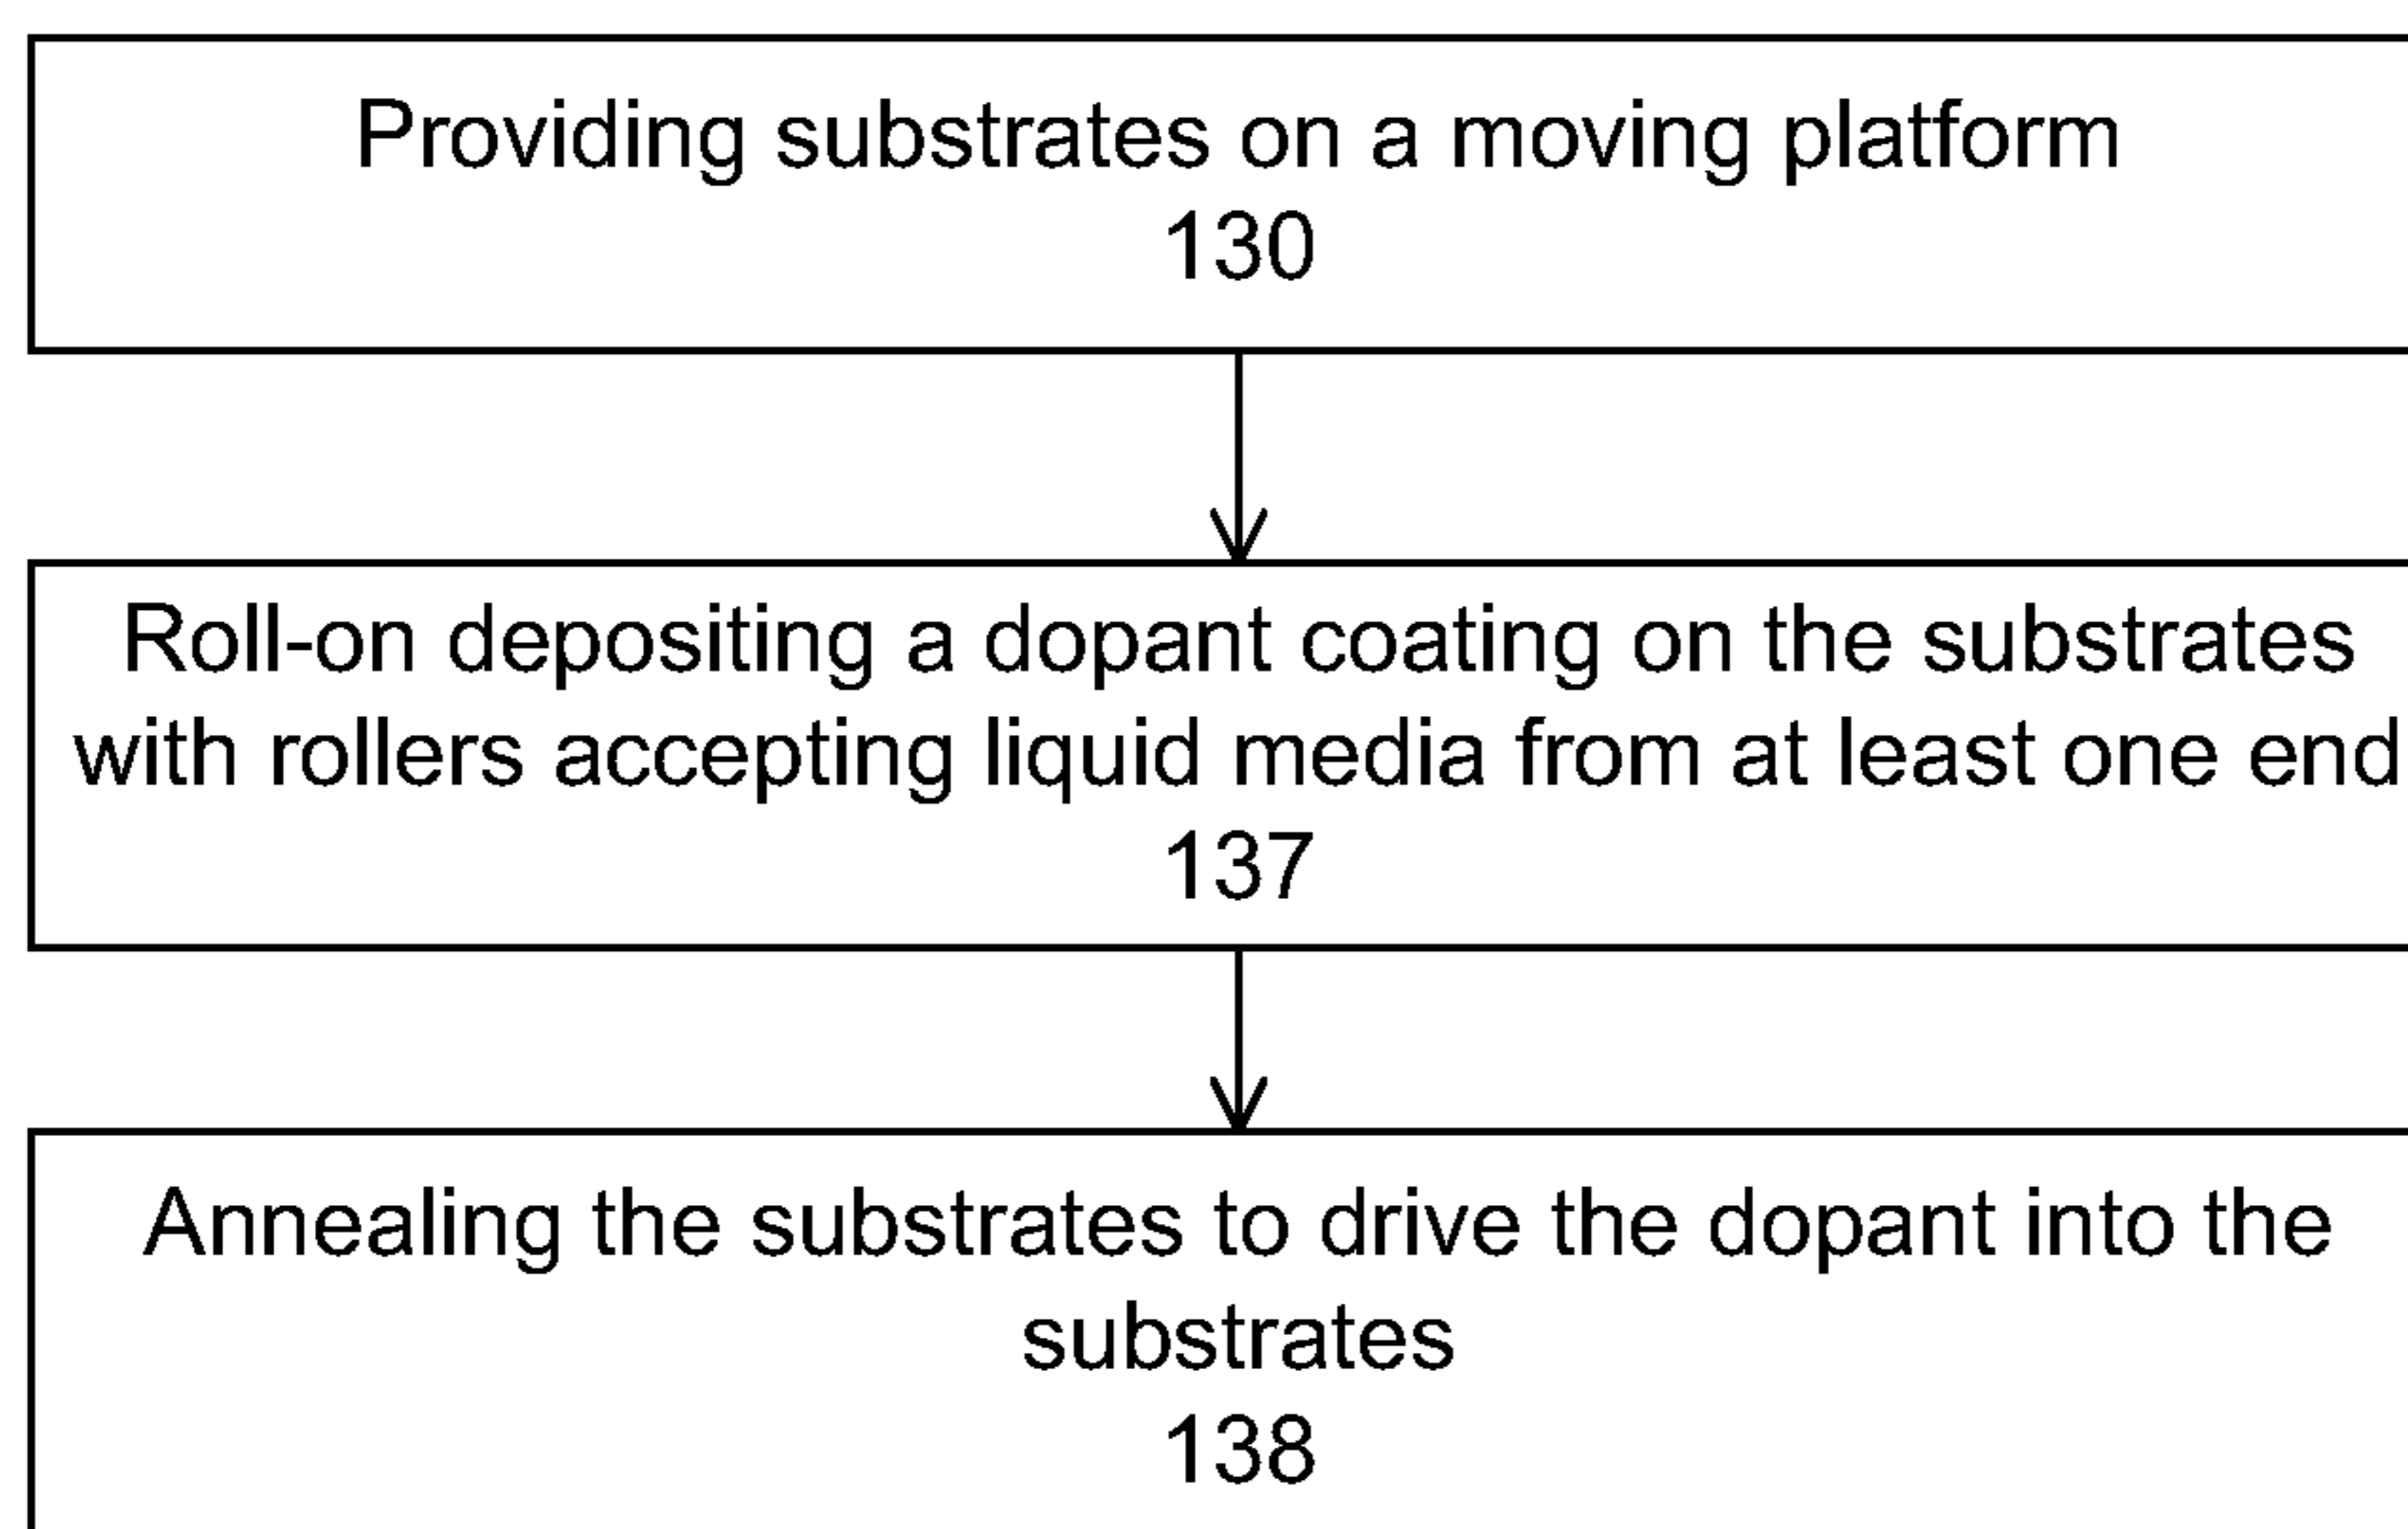 Providing substrates on a moving platform
130
Roll-on depositing a dopant coating on the substrates
with rollers accepting liquid media from at least one end
137
Annealing the substrates to drive the dopant into the
substrates
138